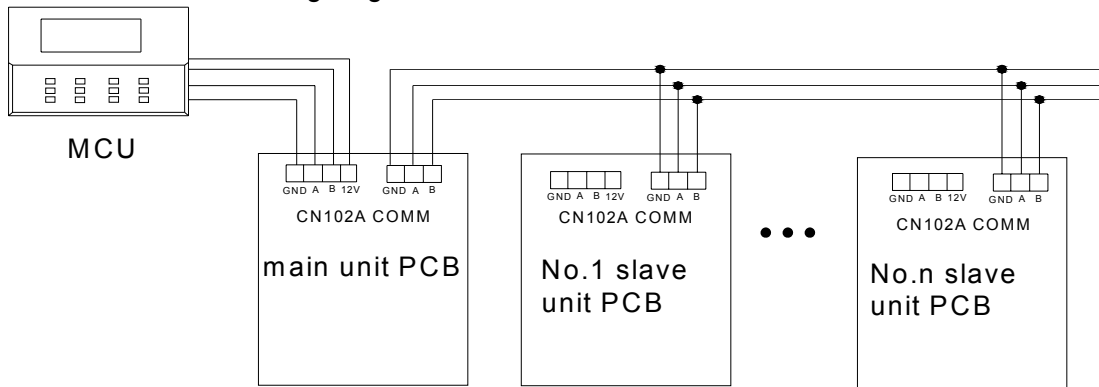 MCU
GND A B 12V
GND A B
CN102A COMM
main unit PCB
GND A B 12V
GND A B
CN102A COMM
No.1 slave
unit PCB
GND A B 12V
GND A B
CN102A COMM
No.n slave
unit PCB